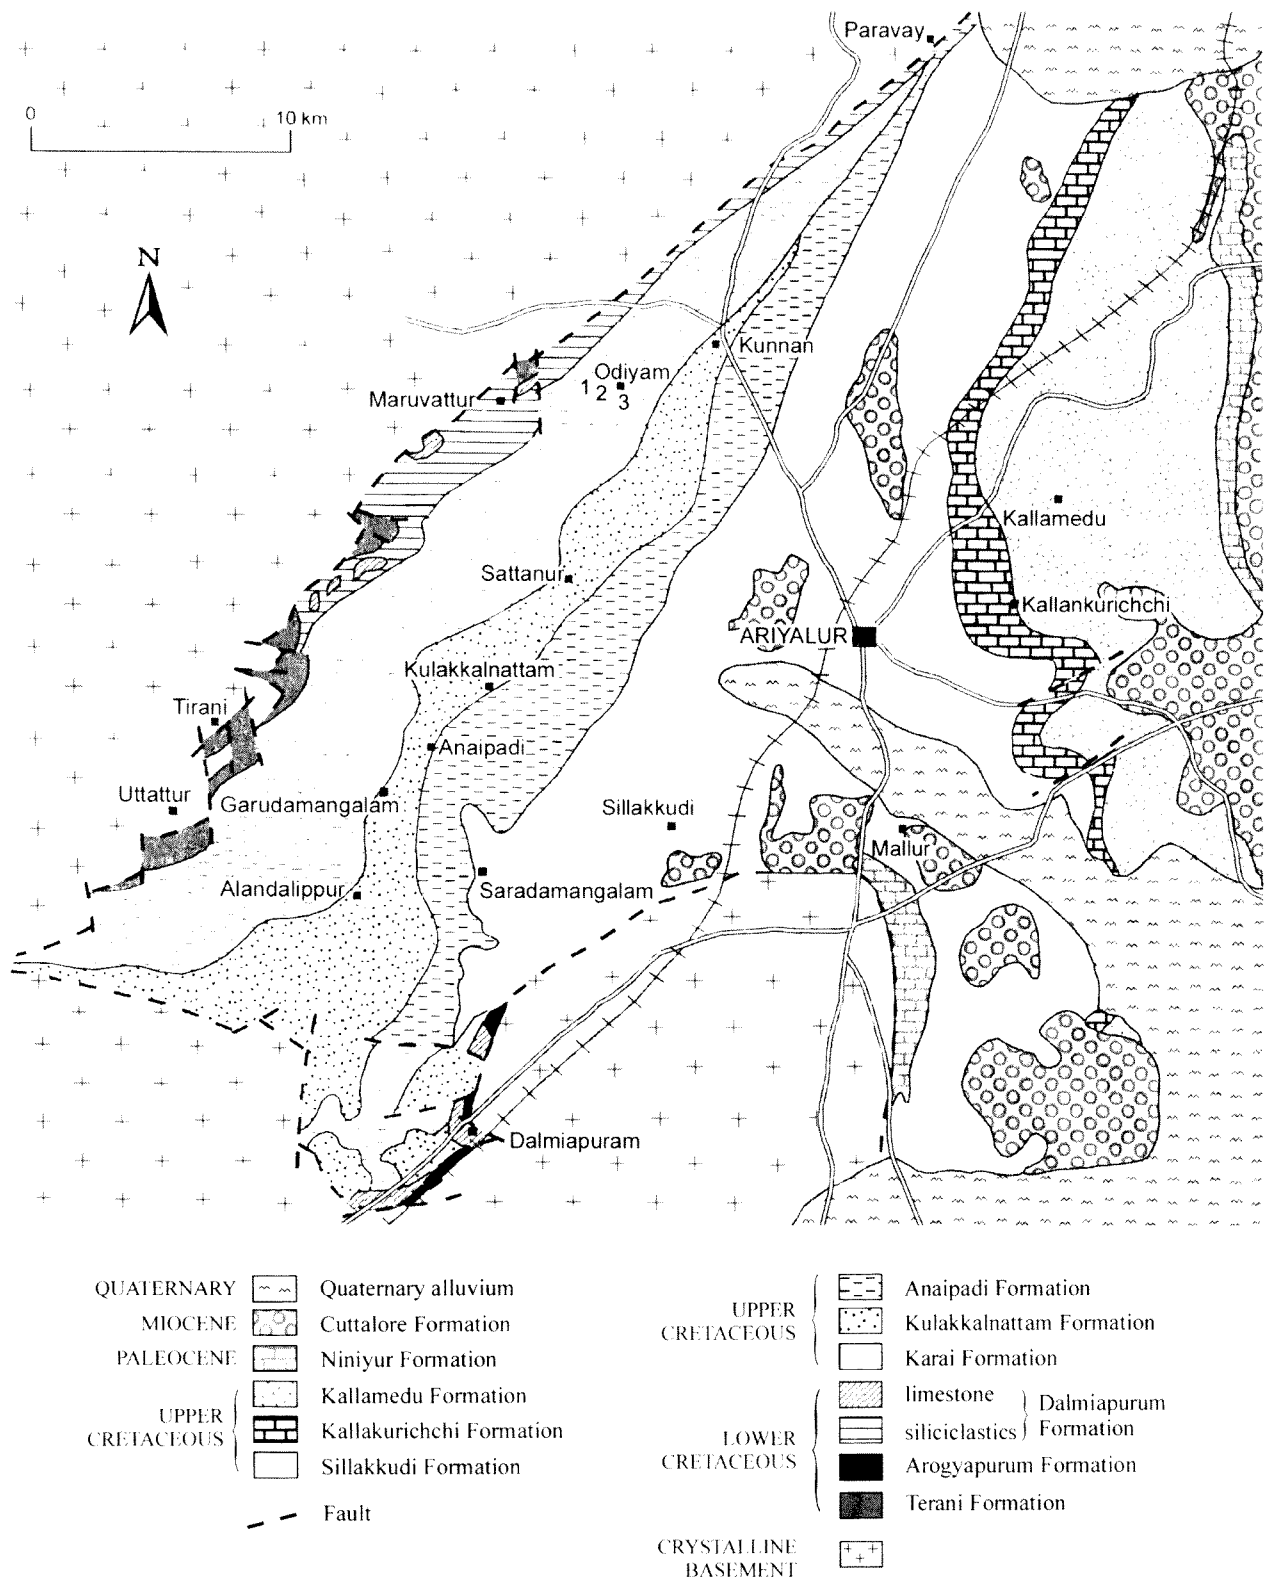 Paravay
0
10 km
N
Kunnan
Odiyam
1
2
3
Maruvattur
Kallamedu
Sattanur
Kallankurichchi
ARIYALUR
Kulakkalnattam
Tirani
Anaipadi
Uttattur
Garudamangalam
Sillakkudi
Mallur
Alandalippur
Saradamangalam
Dalmiapuram
QUATERNARY
Quaternary alluvium
MIOCENE
Cuttalore Formation
PALEOCENE
Niniyur Formation
UPPER
CRETACEOUS
Kallamedu Formation
Kallakurichchi Formation
Sillakkudi Formation
Fault
UPPER
CRETACEOUS
Anaipadi Formation
Kulakkalnattam Formation
Karai Formation
LOWER
CRETACEOUS
limestone
siliciclastics
Dalmiapurum
Formation
Arogyapurum Formation
Terani Formation
CRYSTALLINE
BASEMENT